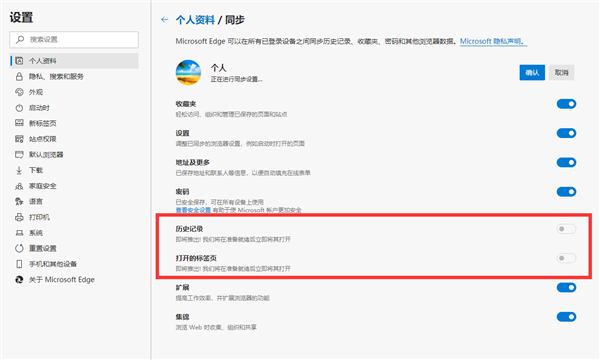 设置
搜索设置
个人资料
隐私、搜索和服务
外观
启动时
新标签页
站点权限
默认浏览器
下载
家庭安全
语言
打印机
系统
重置设置
手机和其他设备
关于 Microsoft Edge
← 个人资料 / 同步
Microsoft Edge 可以在所有已登录设备之间同步历史记录、收藏夹、密码和其他浏览器数据。Microsoft 隐私声明。
个人
正在进行同步设置...
确认
取消
收藏夹
轻松访问、组织和管理已保存的页面和站点
设置
调整已同步的浏览器设置，例如启动时打开的页面
地址及更多
已保存地址和联系人等信息，以便自动填充在线表单
密码
已安全保存，可在所有设备上使用
查看安全设置 有助于使 Microsoft 帐户更加安全
历史记录
即将推出! 我们将在准备就绪后立即将其打开
打开的标签页
即将推出! 我们将在准备就绪后立即将其打开
扩展
提高工作效率，并扩展浏览器的功能
集锦
浏览 Web 时收集、组织和共享